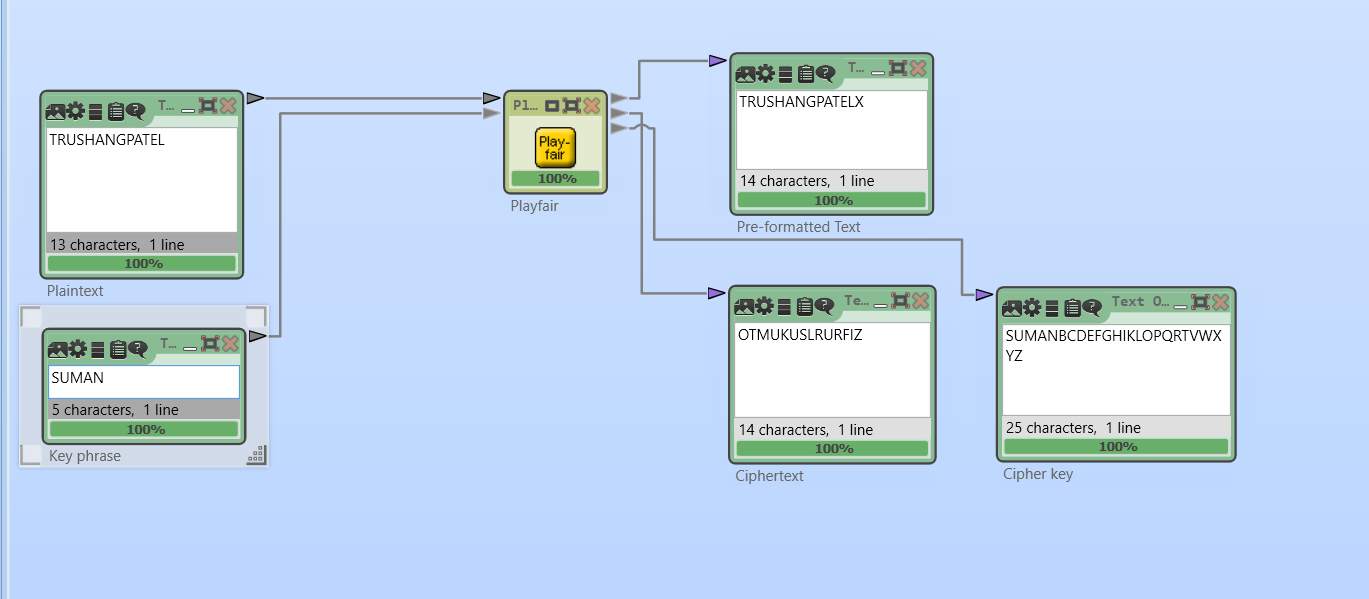 T...
TRUSHANGPATEL
13 characters, 1 line
100%
Plaintext
T...
SUMAN
5 characters, 1 line
100%
Key phrase
Pl...
Play-
fair
100%
Playfair
T...
TRUSHANGPATELX
14 characters, 1 line
100%
Pre-formatted Text
Te...
OTMUKUSLRURFIZ
14 characters, 1 line
100%
Ciphertext
Text O...
SUMANBCDEFGHIKLOPQRTVWX
YZ
25 characters, 1 line
100%
Cipher key